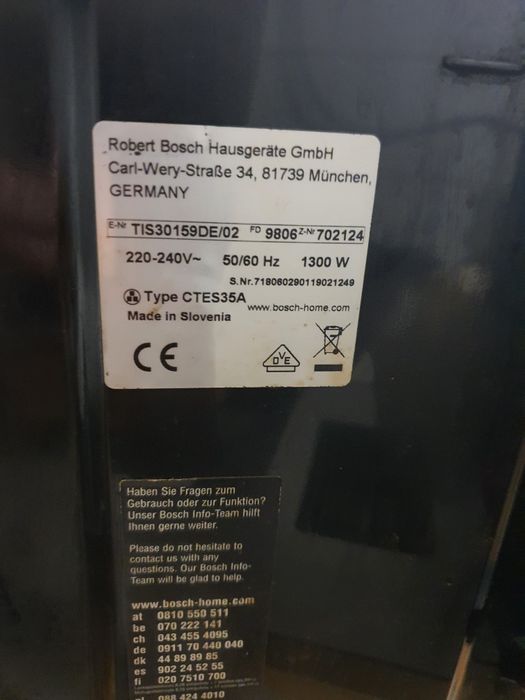 Robert Bosch Hausgeräte GmbH
Carl-Wery-Straße 34, 81739 München,
GERMANY
E-Nr TIS30159DE/02 FD 9806 Z-Nr 702124
220-240V~ 50/60 Hz 1300 W
S.Nr.718060290119021249
Type CTES35A www.bosch-home.com
Made in Slovenia
CE
DVE
Haben Sie Fragen zum
Gebrauch oder zur Funktion?
Unser Bosch Info-Team hilft
Ihnen gerne weiter.
Please do not hesitate to
contact us with any
questions. Our Bosch Info-
Team will be glad to help.
www.bosch-home.com
at 0810 550 511
be 070 222 141
ch 043 455 4095
de 0911 70 440 040
dk 44 89 89 85
es 902 24 52 55
fi 020 7510 700
088 424 4010